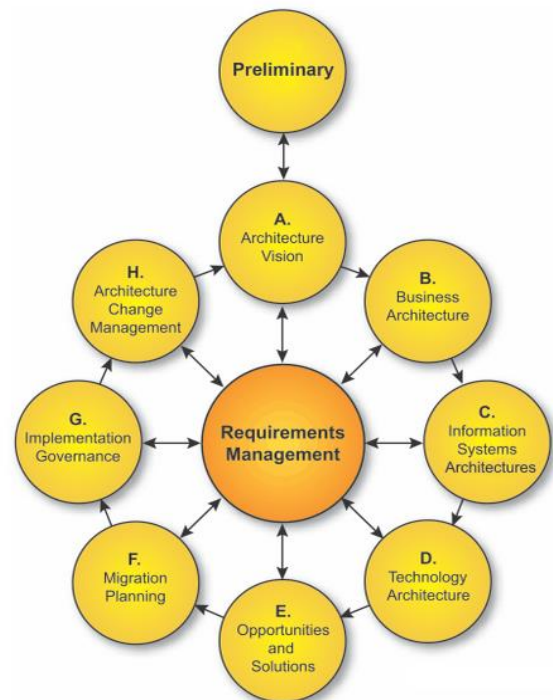 Preliminary
A.
Architecture
Vision
B.
Business
Architecture
C.
Information
Systems
Architectures
D.
Technology
Architecture
E.
Opportunities
and
Solutions
F.
Migration
Planning
G.
Implementation
Governance
H.
Architecture
Change
Management
Requirements
Management